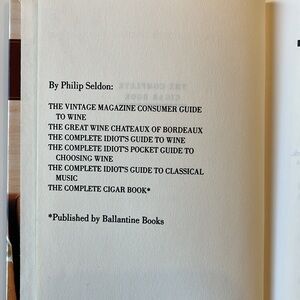 By Philip Seldon:
THE VINTAGE MAGAZINE CONSUMER GUIDE
TO WINE
THE GREAT WINE CHATEAUS OF BORDEAUX
THE COMPLETE IDIOT'S GUIDE TO WINE
THE COMPLETE IDIOT'S POCKET GUIDE TO
CHOOSING WINE
THE COMPLETE IDIOT'S GUIDE TO CLASSICAL
MUSIC
THE COMPLETE CIGAR BOOK*
*Published by Ballantine Books